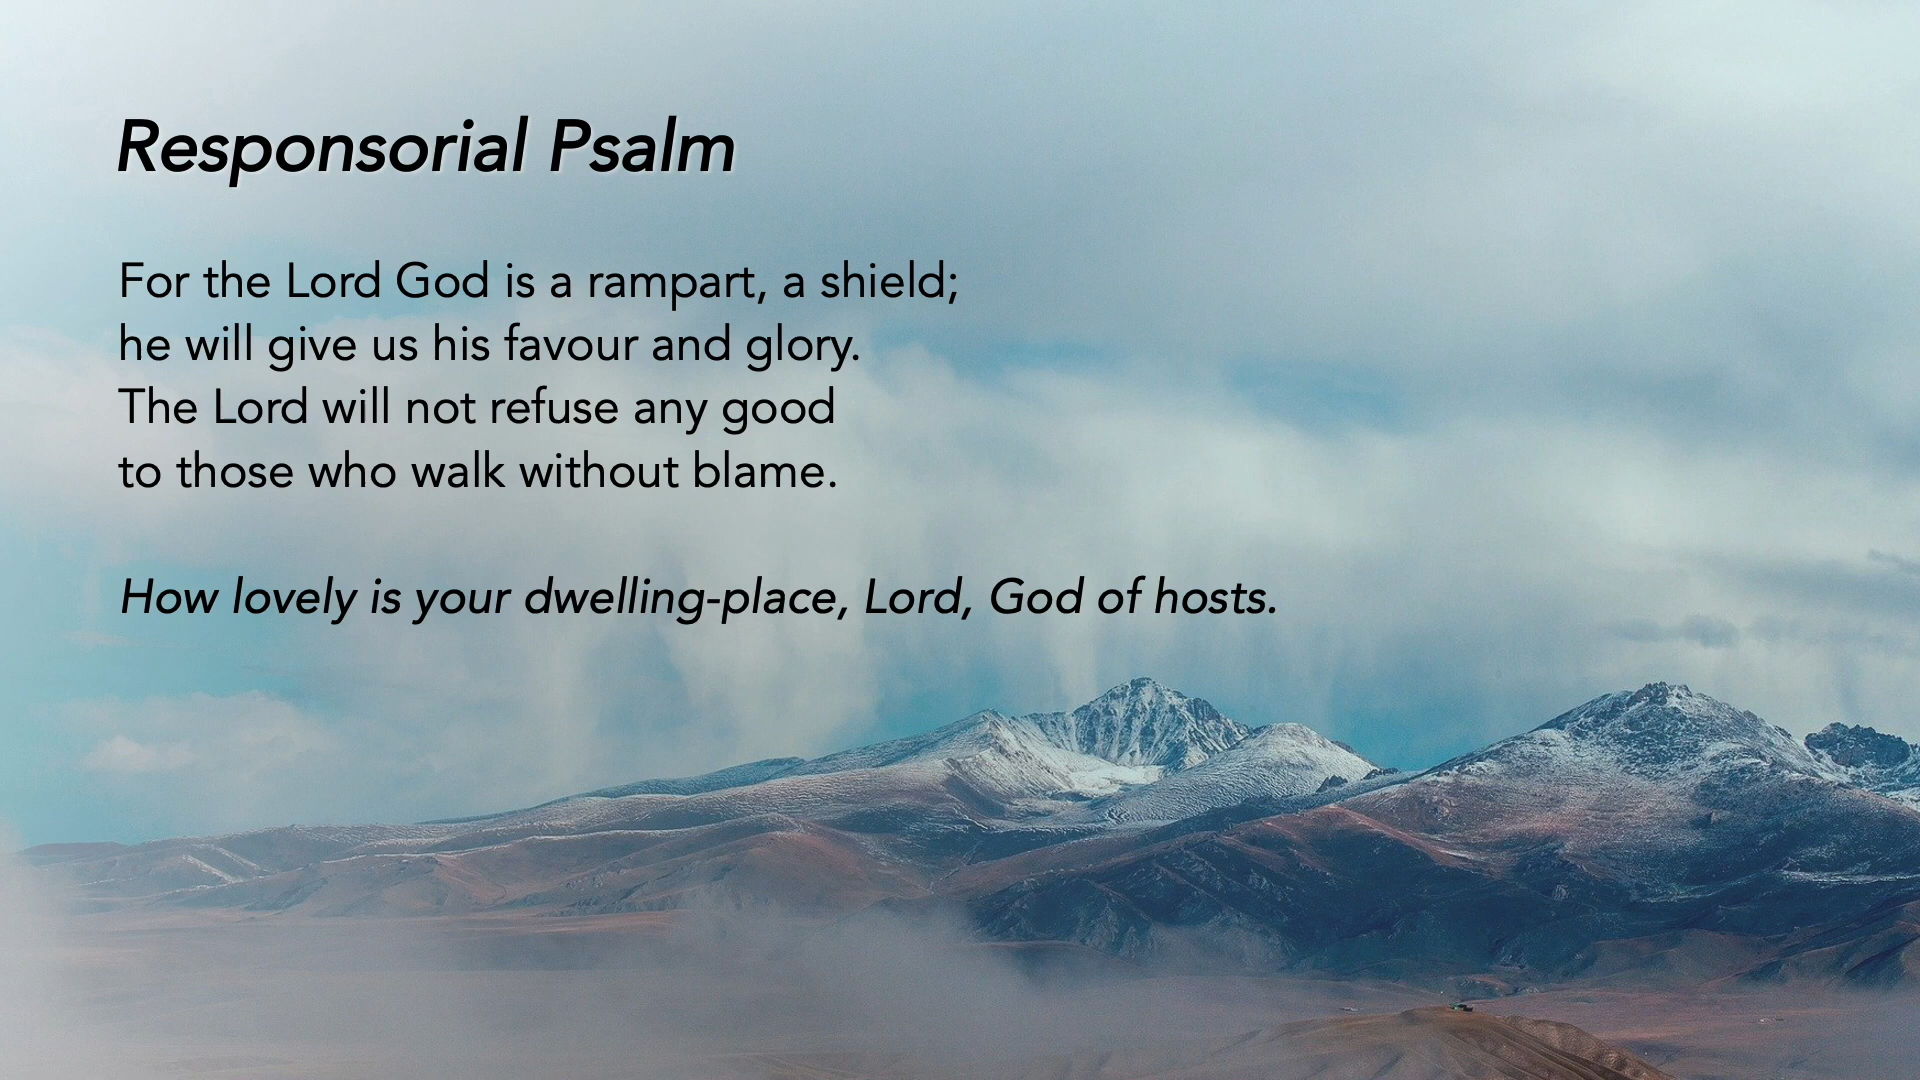 Responsorial Psalm
For the Lord God is a rampart, a shield;
he will give us his favour and glory.
The Lord will not refuse any good
to those who walk without blame.
How lovely is your dwelling-place, Lord, God of hosts.